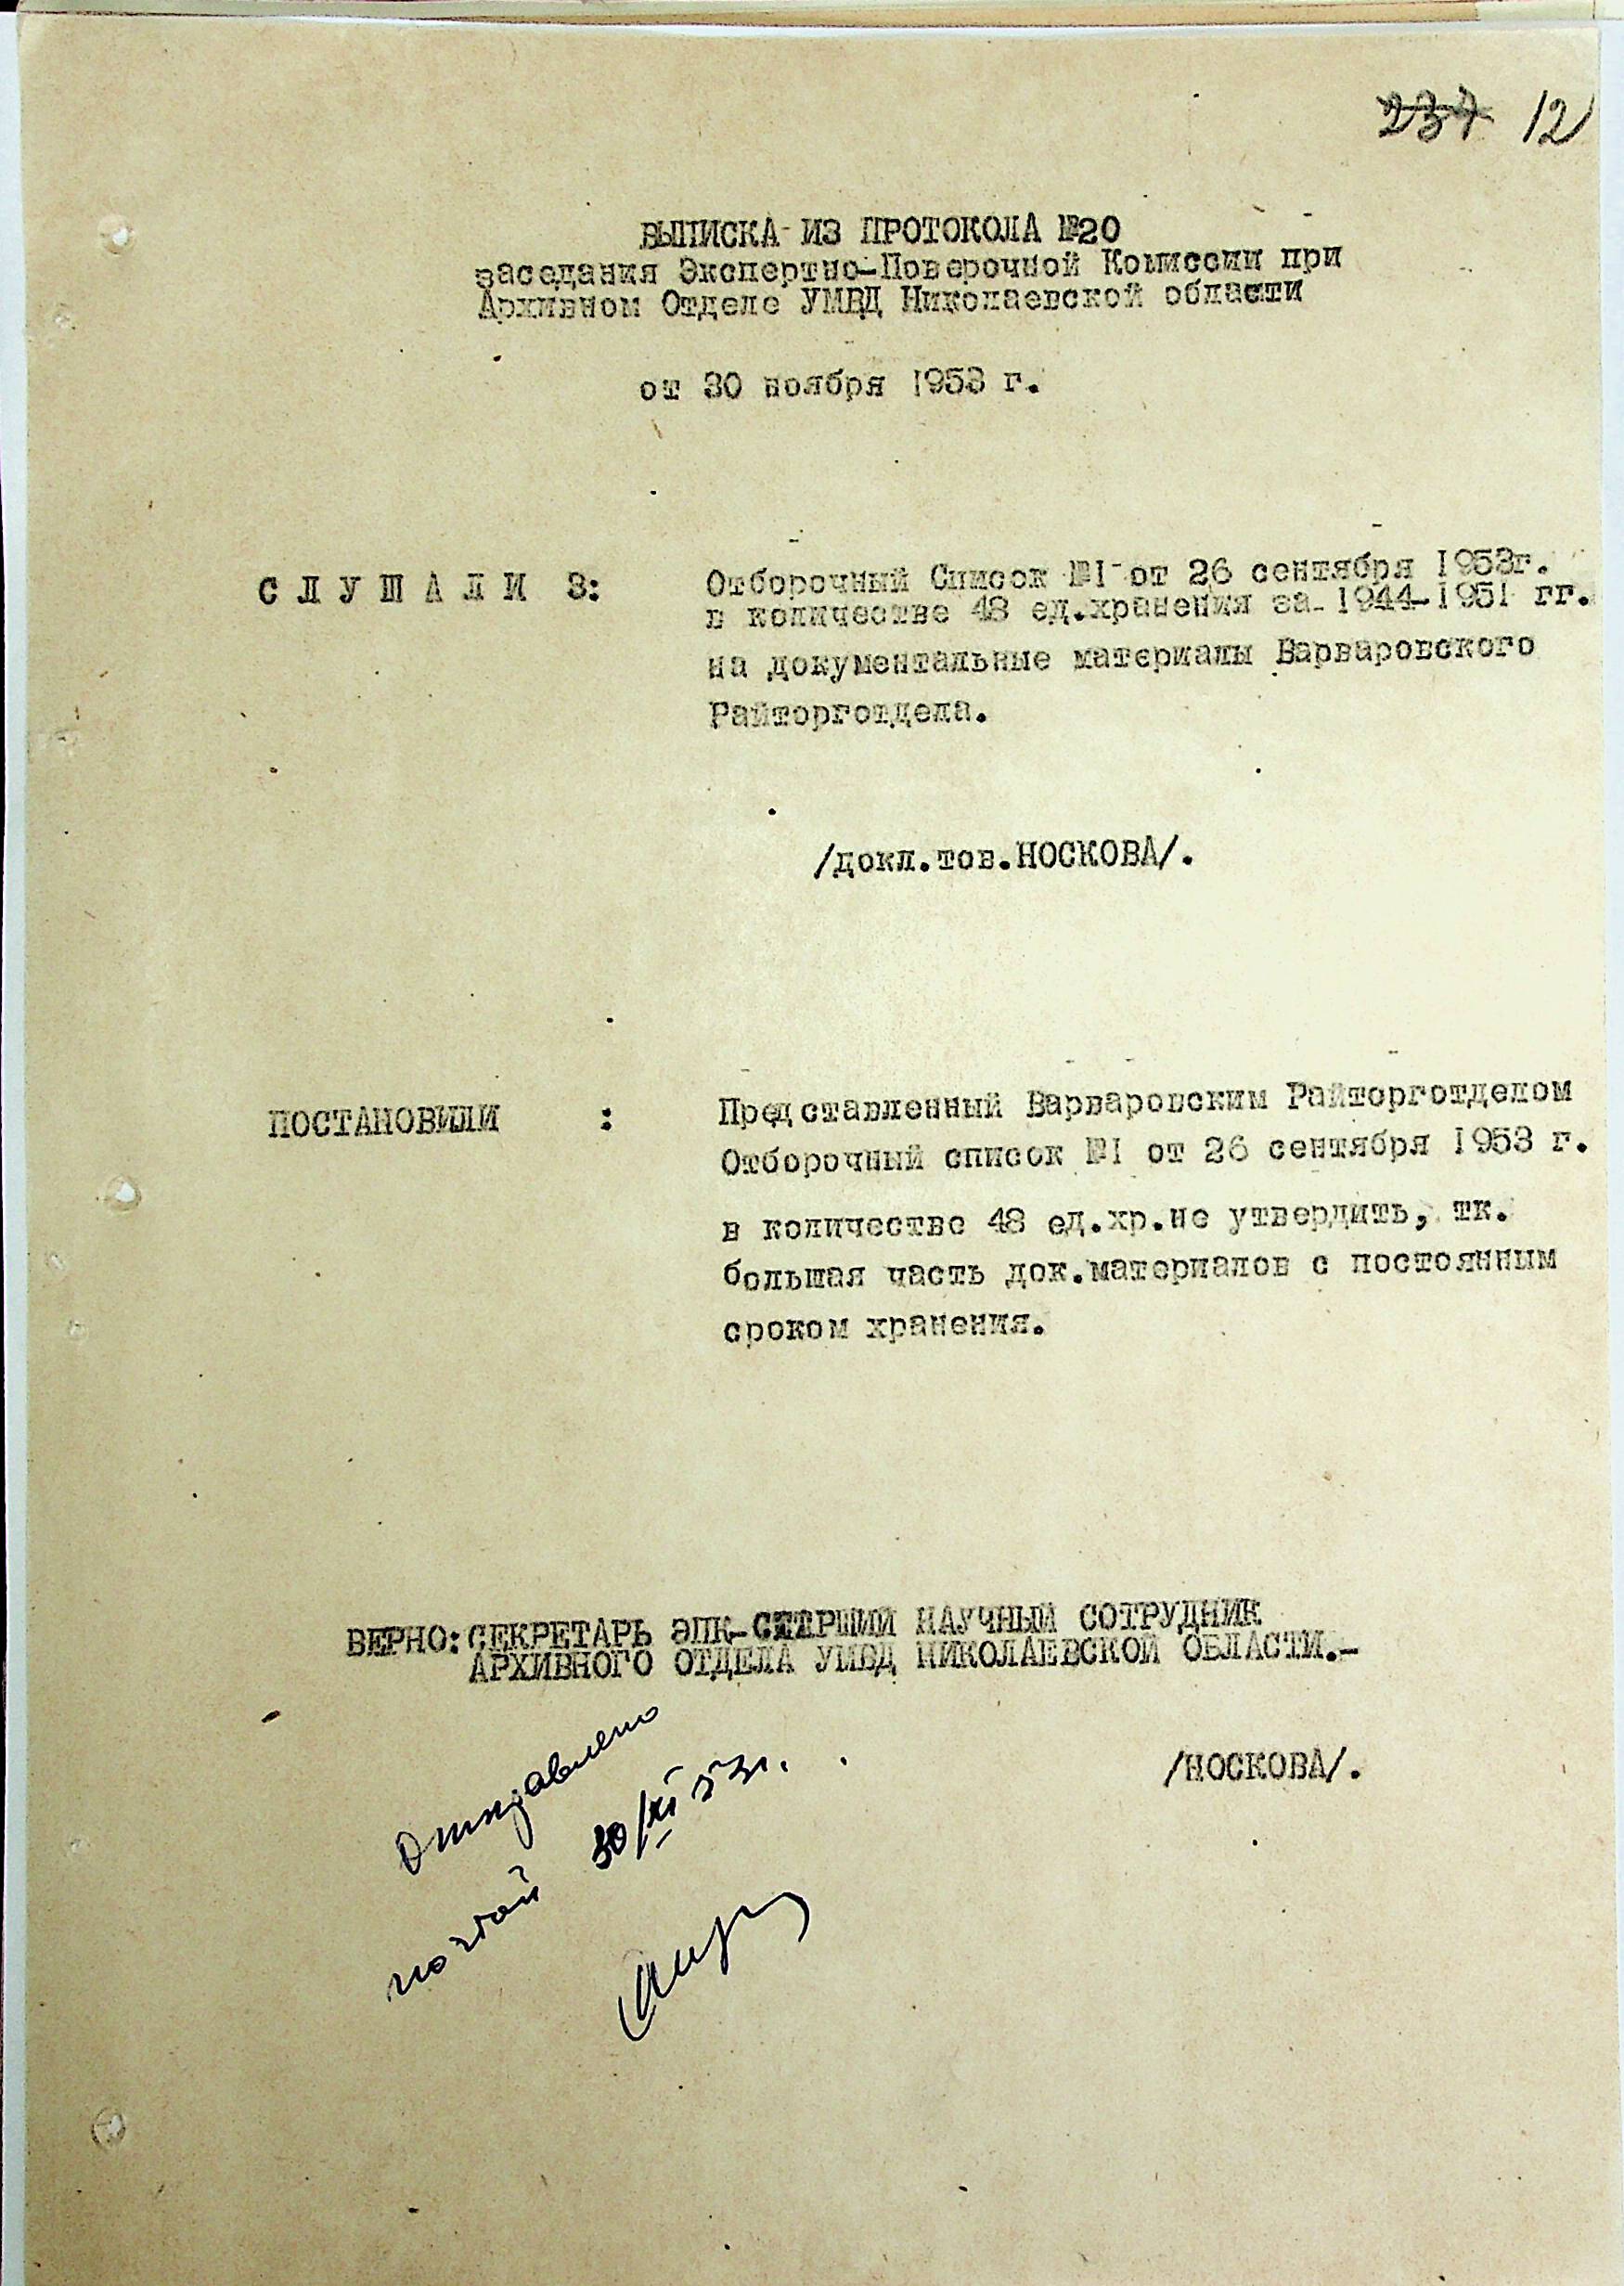 237 12
ВЫПИСКА ИЗ ПРОТОКОЛА №20
заседания Экспертно-Поверочной Комиссии при
Архивном Отделе УМВД Николаевской области
от 30 ноября 1953 г.
С Л У Ш А Л И 3:
Отборочный Список №1 от 26 сентября 1953г.
в количестве 48 ед.хранения за 1944-1951 гг.
на документальные материалы Варваровского
Райторготдела.
/докл.тов.НОСКОВА/.
ПОСТАНОВИЛИ :
Представленный Варваровским Райторготделом
Отборочный список №1 от 26 сентября 1953 г.
в количестве 48 ед.хр.не утвердить, тк.
большая часть док.материалов с постоянным
сроком хранения.
ВЕРНО: СЕКРЕТАРЬ ЭПК-СТАРШИЙ НАУЧНЫЙ СОТРУДНИК
АРХИВНОГО ОТДЕЛА УМВД НИКОЛАЕВСКОЙ ОБЛАСТИ.-
/НОСКОВА/.
Отправлено
почтой 30/XI 53г.